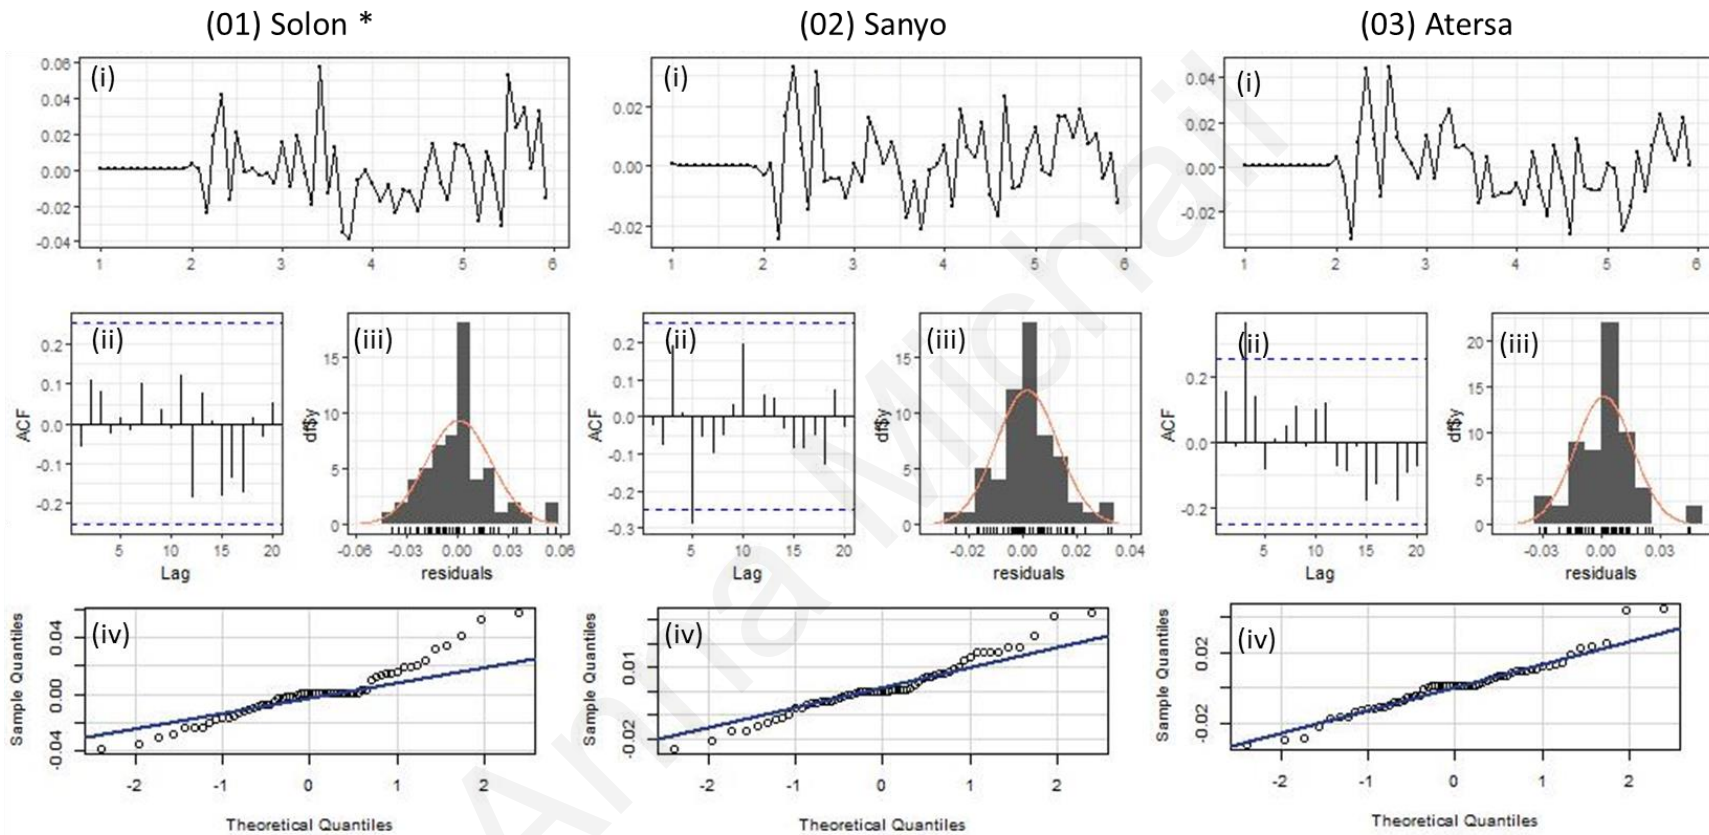 (01) Solon *
(02) Sanyo
(03) Atersa
(i)
0.06
0.04
0.02
0.00
-0.02
-0.04
1 2 3 4 5 6
(i)
0.02
0.00
-0.02
1 2 3 4 5 6
(i)
0.04
0.02
0.00
-0.02
1 2 3 4 5 6
(ii)
ACF
0.2
0.1
0.0
-0.1
-0.2
5 10 15 20
Lag
(iii)
df$y
15
10
5
0
-0.06 -0.03 0.00 0.03 0.06
residuals
(ii)
ACF
0.2
0.1
0.0
-0.1
-0.2
-0.3
5 10 15 20
Lag
(iii)
df$y
15
10
5
0
-0.02 0.00 0.02 0.04
residuals
(ii)
ACF
0.2
0.0
-0.2
5 10 15 20
Lag
(iii)
df$y
20
15
10
5
0
-0.03 0.00 0.03
residuals
(iv)
Sample Quantiles
0.04
0.00
-0.04
-2 -1 0 1 2
Theoretical Quantiles
(iv)
Sample Quantiles
0.01
-0.02
-2 -1 0 1 2
Theoretical Quantiles
(iv)
Sample Quantiles
0.02
-0.02
-2 -1 0 1 2
Theoretical Quantiles
Anna Michail